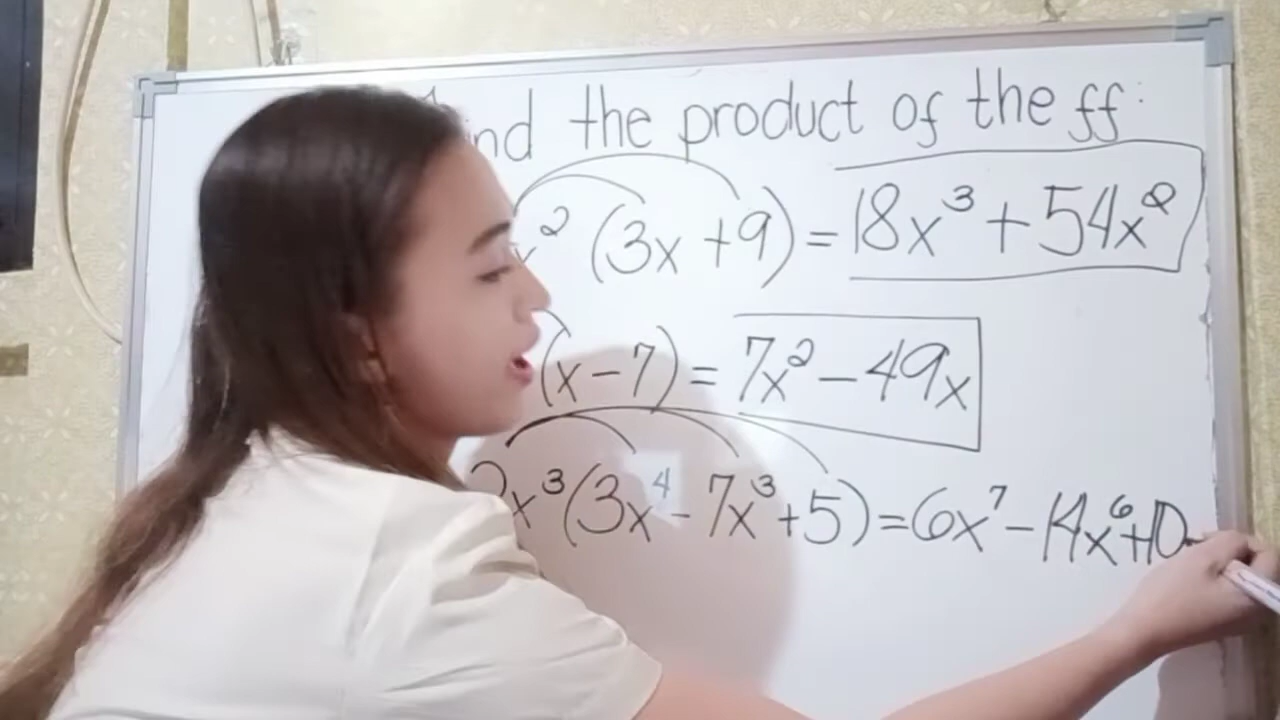 the product of the ff:
x² (3x +9) = 18x³ + 54x²
(x - 7) = 7x² - 49x
2x³(3x⁴ - 7x³ + 5) = 6x⁷ - 14x⁶ + 10